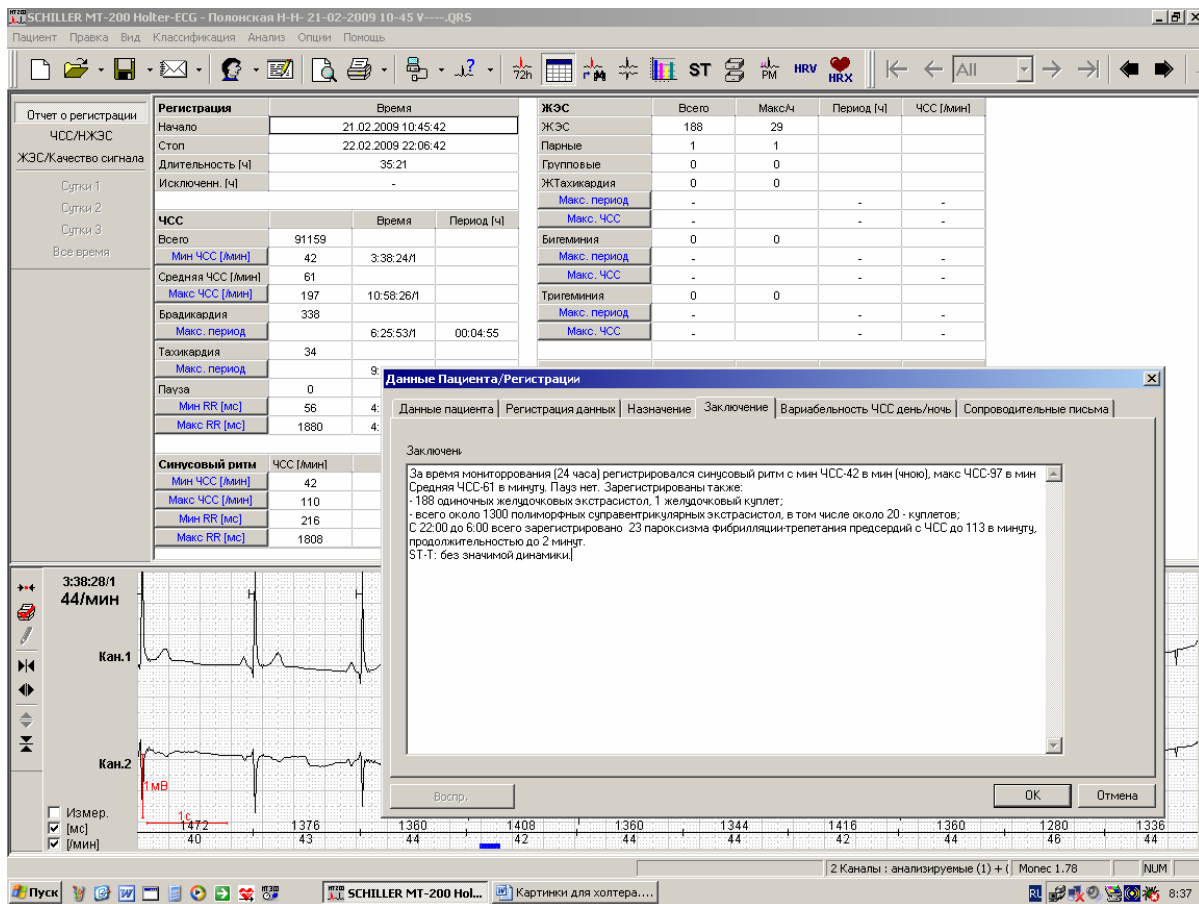 SCHILLER MT-200 Holter-ECG - Полонская Н-Н- 21-02-2009 10-45 V----.QRS
Пациент Правка Вид Классификация Анализ Опции Помощь
72h ST PM HRV HRX All
Отчет о регистрации
ЧСС/НЖЭС
ЖЭС/Качество сигнала
Сутки 1
Сутки 2
Сутки 3
Все время
Регистрация Время
Начало 21.02.2009 10:45:42
Стоп 22.02.2009 22:06:42
Длительность [ч] 35:21
Исключенн. [ч] -
ЧСС Время Период [ч]
Всего 91159
Мин ЧСС [/мин] 42 3:38:24/1
Средняя ЧСС [/мин] 61
Макс ЧСС [/мин] 197 10:58:26/1
Брадикардия 338
Макс. период 6:25:53/1 00:04:55
Тахикардия 34
Макс. период 9:
Пауза 0
Мин RR [мс] 56 4:
Макс RR [мс] 1880 4:
Синусовый ритм ЧСС [/мин]
Мин ЧСС [/мин] 42
Макс ЧСС [/мин] 110
Мин RR [мс] 216
Макс RR [мс] 1808
ЖЭС Всего Макс/ч Период [ч] ЧСС [/мин]
ЖЭС 188 29
Парные 1 1
Групповые 0 0
ЖТахикардия 0 0
Макс. период - - -
Макс. ЧСС - - -
Бигеминия 0 0
Макс. период - - -
Макс. ЧСС - - -
Тригеминия 0 0
Макс. период - - -
Макс. ЧСС - - -
Данные Пациента/Регистрации
Данные пациента Регистрация данных Назначение Заключение Вариабельность ЧСС день/ночь Сопроводительные письма
Заключени
За время мониторрования (24 часа) регистрировался синусовый ритм с мин ЧСС-42 в мин (чною), макс ЧСС-97 в мин
Средняя ЧСС-61 в минуту. Пауз нет. Зарегистрированы также:
- 188 одиночных желудочковых экстрасистол, 1 желудочковый куплет;
- всего около 1300 полиморфных суправентрикулярных экстрасистол, в том числе около 20 - куплетов;
С 22:00 до 6:00 всего зарегистрировано 23 пароксизма фибрилляции-трепетания предсердий с ЧСС до 113 в минуту,
продолжительностью до 2 минут.
ST-T: без значимой динамики.
Воспр. OK Отмена
3:38:28/1
44/мин
Кан.1
Н Н
Кан.2
1мВ
1с
Измер.
[мс] 1472 1376 1360 1408 1360 1344 1416 1360 1280 1336
[/мин] 40 43 44 42 44 44 42 44 46 44
2 Каналы : анализируемые (1) + ( Мопес 1.78 NUM
Пуск SCHILLER MT-200 Hol... Картинки для холтера.... RU 8:37